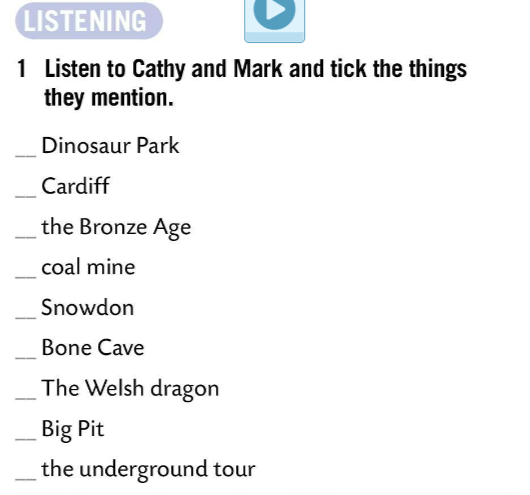 LISTENING
1 Listen to Cathy and Mark and tick the things
they mention.
__ Dinosaur Park
__ Cardiff
__ the Bronze Age
__ coal mine
__ Snowdon
__ Bone Cave
__ The Welsh dragon
__ Big Pit
__ the underground tour